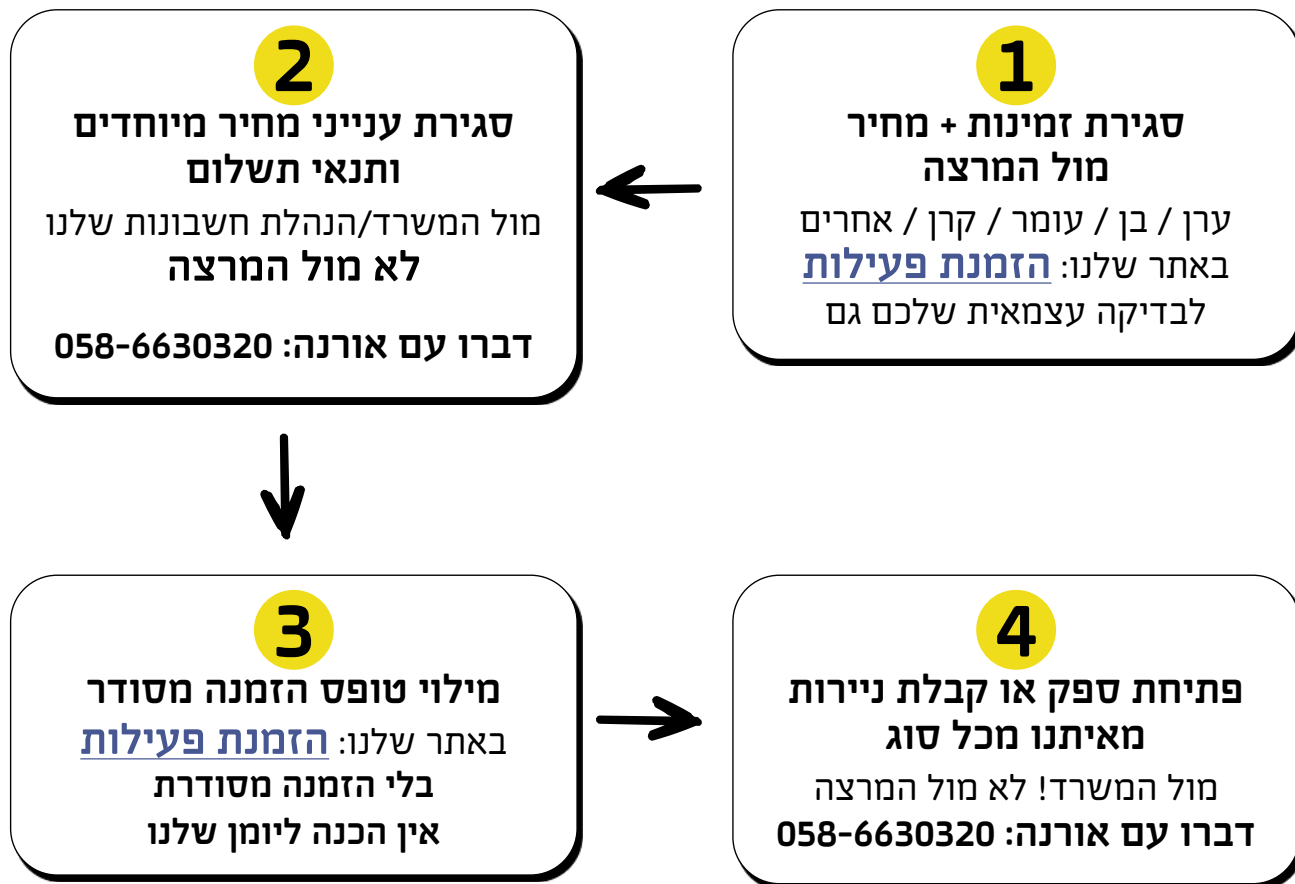 1
סגירת זמינות + מחיר
מול המרצה
ערן / בן / עומר / קרן / אחרים
באתר שלנו: הזמנת פעילות
לבדיקה עצמאית שלכם גם
2
סגירת ענייני מחיר מיוחדים
ותנאי תשלום
מול המשרד/הנהלת חשבונות שלנו
לא מול המרצה
דברו עם אורנה: 058-6630320
3
מילוי טופס הזמנה מסודר
באתר שלנו: הזמנת פעילות
בלי הזמנה מסודרת
אין הכנה ליומן שלנו
4
פתיחת ספק או קבלת ניירות
מאיתנו מכל סוג
מול המשרד! לא מול המרצה
דברו עם אורנה: 058-6630320